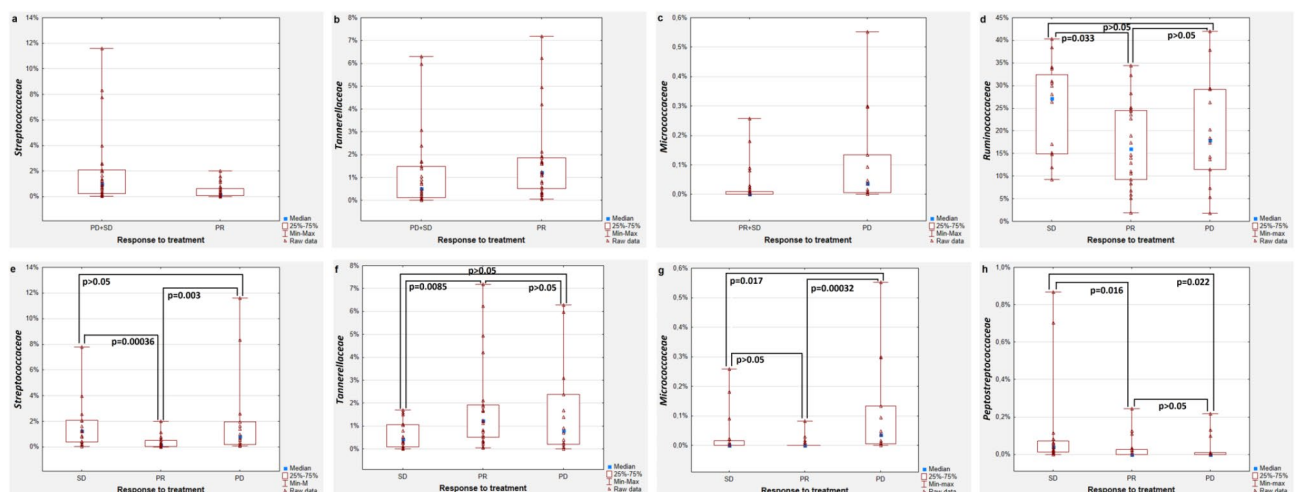 a
14%
12%
10%
8%
6%
4%
2%
0%
Streptococcaceae
PD+SD
PR
Response to treatment
Median
25%-75%
Min-Max
Raw data
b
8%
7%
6%
5%
4%
3%
2%
1%
0%
Tannerellaceae
PD+SD
PR
Response to treatment
Median
25%-75%
Min-Max
Raw data
c
0,6%
0,5%
0,4%
0,3%
0,2%
0,1%
0,0%
Micrococcaceae
PR+SD
PD
Response to treatment
Median
25%-75%
Min-Max
Raw data
d
45%
40%
35%
30%
25%
20%
15%
10%
5%
0%
Ruminococcaceae
p>0.05
p=0.033
p>0.05
SD
PR
PD
Response to treatment
Median
25%-75%
Min-Max
Raw data
e
14%
12%
10%
8%
6%
4%
2%
0%
Streptococcaceae
p>0.05
p=0.003
p=0.00036
SD
PR
PD
Response to treatment
Median
25%-75%
Min-M
Raw data
f
8%
7%
6%
5%
4%
3%
2%
1%
0%
Tannerellaceae
p>0.05
p=0.0085
p>0.05
SD
PR
PD
Response to treatment
Median
25%-75%
Min-Max
Raw data
g
0,6%
0,5%
0,4%
0,3%
0,2%
0,1%
0,0%
Micrococcaceae
p=0.017
p=0.00032
p>0.05
SD
PR
PD
Response to treatment
Median
25%-75%
Min-max
Raw data
h
1,0%
0,8%
0,6%
0,4%
0,2%
0,0%
Peptostreptococcaceae
p=0.016
p=0.022
p>0.05
SD
PR
PD
Response to treatment
Median
25%-75%
Min-Max
Raw data